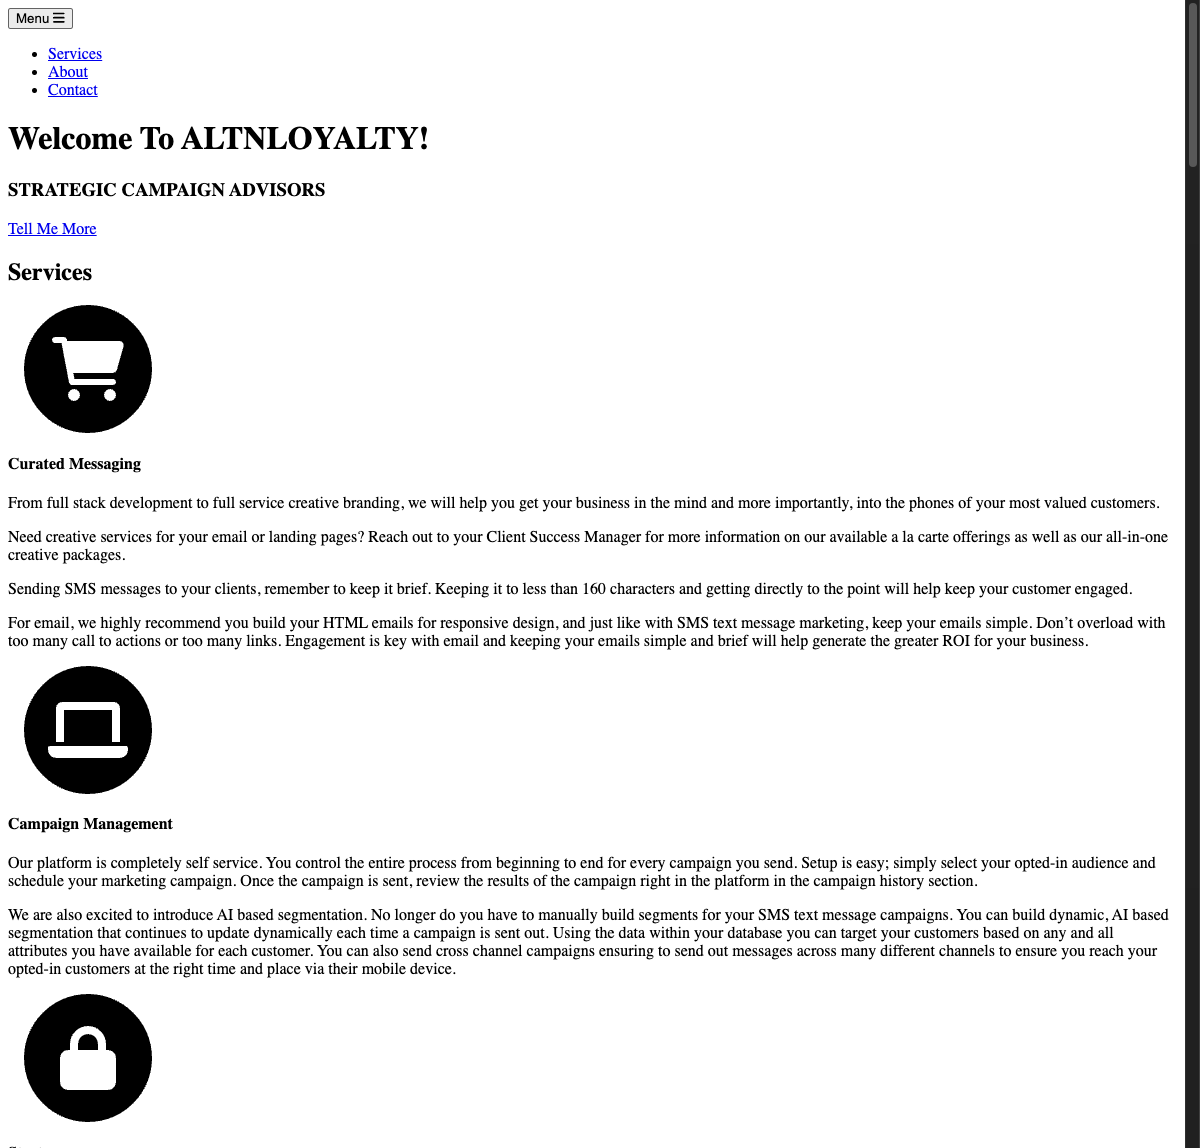 Menu
Services
About
Contact
Welcome To ALTNLOYALTY!
STRATEGIC CAMPAIGN ADVISORS
Tell Me More
Services
Curated Messaging
From full stack development to full service creative branding, we will help you get your business in the mind and more importantly, into the phones of your most valued customers.
Need creative services for your email or landing pages? Reach out to your Client Success Manager for more information on our available a la carte offerings as well as our all-in-one
creative packages.
Sending SMS messages to your clients, remember to keep it brief. Keeping it to less than 160 characters and getting directly to the point will help keep your customer engaged.
For email, we highly recommend you build your HTML emails for responsive design, and just like with SMS text message marketing, keep your emails simple. Don’t overload with
too many call to actions or too many links. Engagement is key with email and keeping your emails simple and brief will help generate the greater ROI for your business.
Campaign Management
Our platform is completely self service. You control the entire process from beginning to end for every campaign you send. Setup is easy; simply select your opted-in audience and
schedule your marketing campaign. Once the campaign is sent, review the results of the campaign right in the platform in the campaign history section.
We are also excited to introduce AI based segmentation. No longer do you have to manually build segments for your SMS text message campaigns. You can build dynamic, AI based
segmentation that continues to update dynamically each time a campaign is sent out. Using the data within your database you can target your customers based on any and all
attributes you have available for each customer. You can also send cross channel campaigns ensuring to send out messages across many different channels to ensure you reach your
opted-in customers at the right time and place via their mobile device.